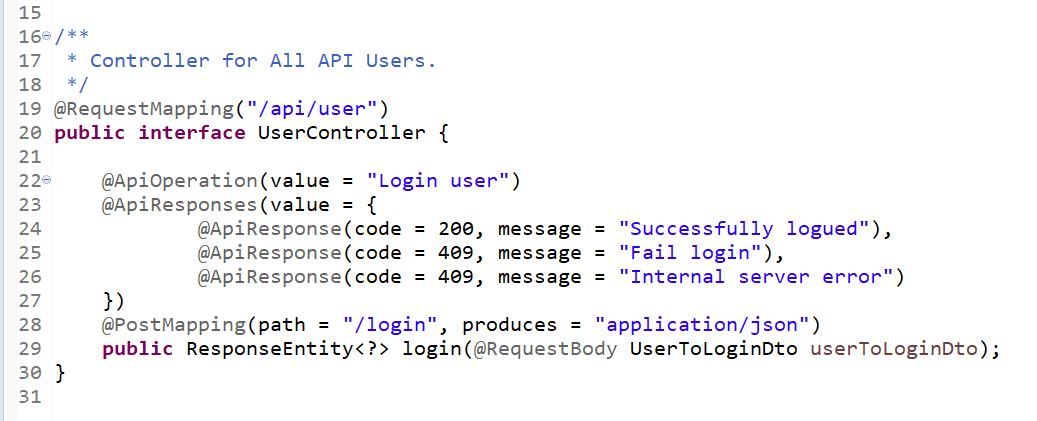 15
16 /**
17 * Controller for All API Users.
18 */
19 @RequestMapping("/api/user")
20 public interface UserController {
21
22 @ApiOperation(value = "Login user")
23 @ApiResponses(value = {
24 @ApiResponse(code = 200, message = "Successfully logued"),
25 @ApiResponse(code = 409, message = "Fail login"),
26 @ApiResponse(code = 409, message = "Internal server error")
27 })
28 @PostMapping(path = "/login", produces = "application/json")
29 public ResponseEntity<?> login(@RequestBody UserToLoginDto userToLoginDto);
30 }
31